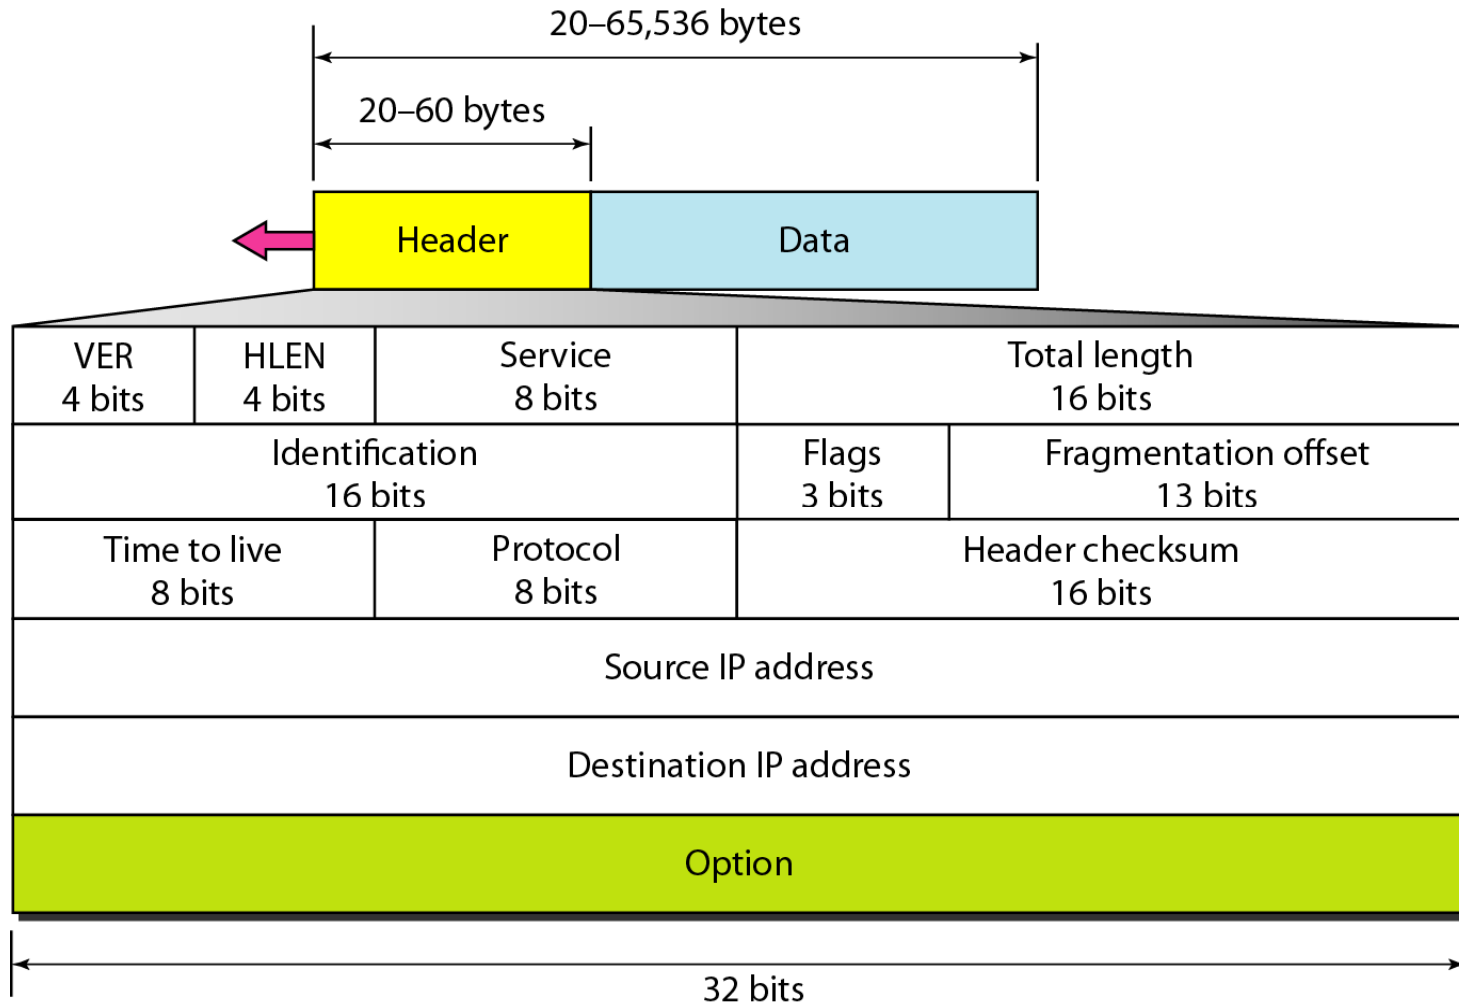 20–65,536 bytes
20–60 bytes
Header
Data
VER
4 bits
HLEN
4 bits
Service
8 bits
Total length
16 bits
Identification
16 bits
Flags
3 bits
Fragmentation offset
13 bits
Time to live
8 bits
Protocol
8 bits
Header checksum
16 bits
Source IP address
Destination IP address
Option
32 bits